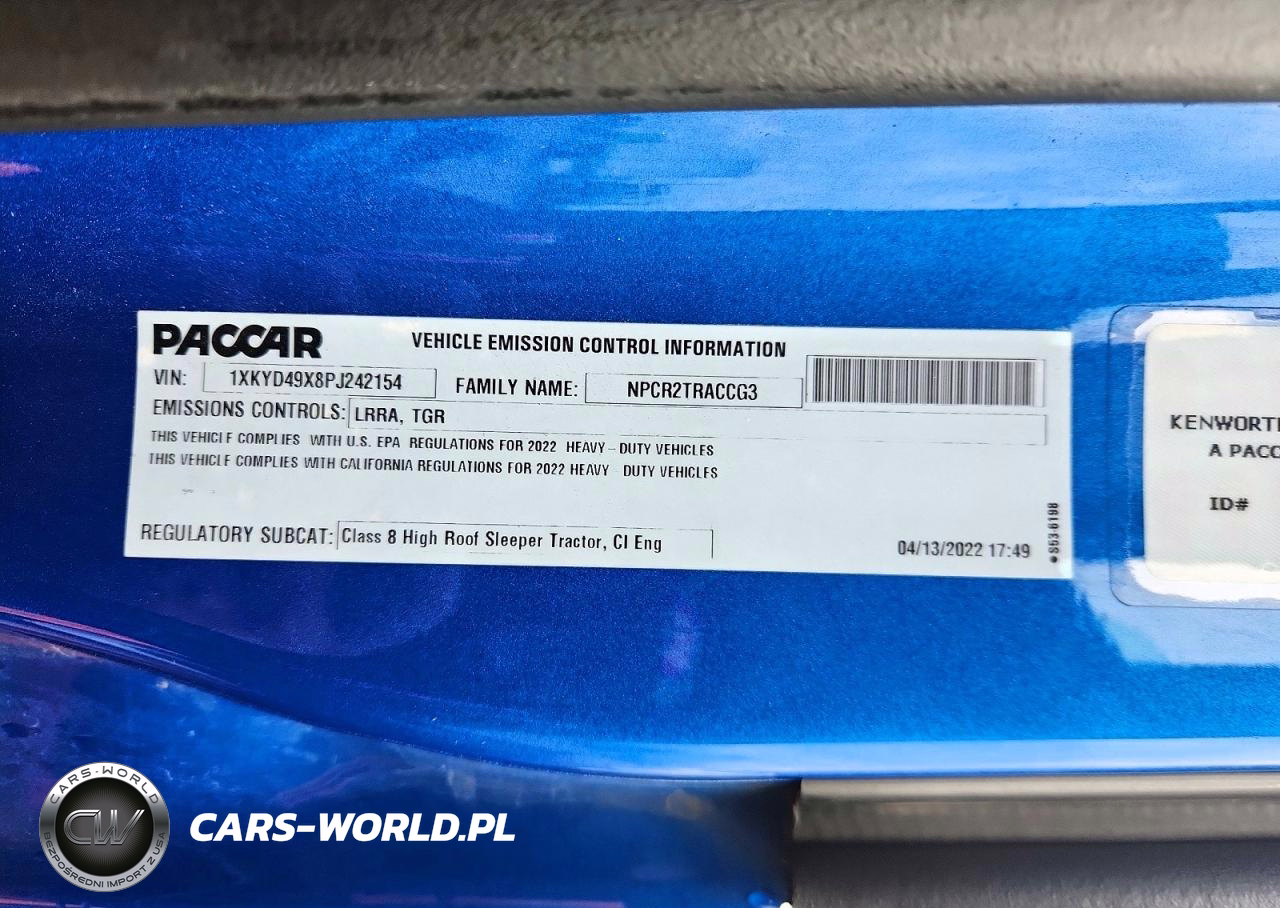 PACCAR
VEHICLE EMISSION CONTROL INFORMATION
VIN: 1XKYD49X8PJ242154 FAMILY NAME: NPCR2TRACCG3
EMISSIONS CONTROLS: LRRA, TGR
THIS VEHICLE COMPLIES WITH U.S. EPA REGULATIONS FOR 2022 HEAVY-DUTY VEHICLES
THIS VEHICLE COMPLIES WITH CALIFORNIA REGULATIONS FOR 2022 HEAVY DUTY VEHICLES
REGULATORY SUBCAT: Class 8 High Roof Sleeper Tractor, CI Eng
04/13/2022 17:49
S53-6198
KENWORT
A PACC
ID#
CARS-WORLD
CW
BEZPOŚREDNI IMPORT Z USA
CARS-WORLD.PL